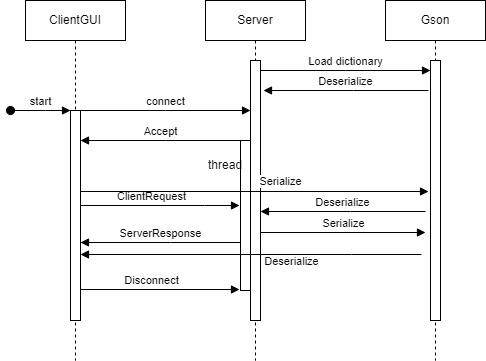 ClientGUI
Server
Gson
Load dictionary
Deserialize
start
connect
Accept
thread
Serialize
ClientRequest
Deserialize
Serialize
ServerResponse
Deserialize
Disconnect